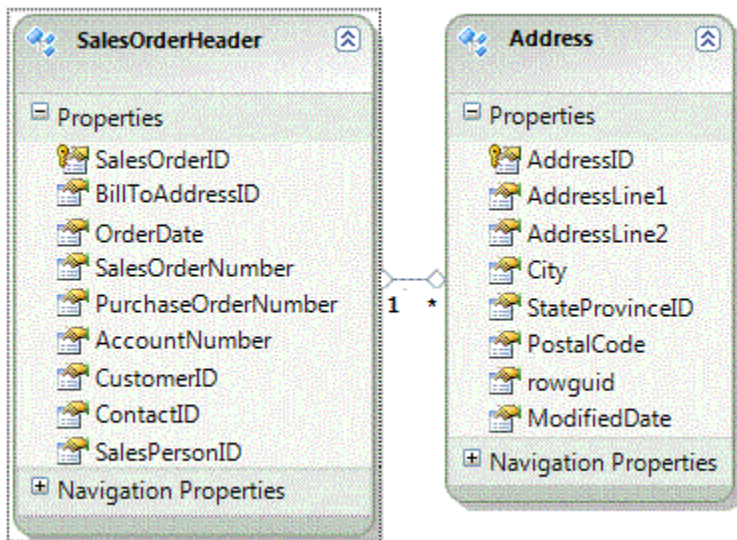 SalesOrderHeader
Properties
SalesOrderID
BillToAddressID
OrderDate
SalesOrderNumber
PurchaseOrderNumber
AccountNumber
CustomerID
ContactID
SalesPersonID
Navigation Properties
1 *
Address
Properties
AddressID
AddressLine1
AddressLine2
City
StateProvinceID
PostalCode
rowguid
ModifiedDate
Navigation Properties